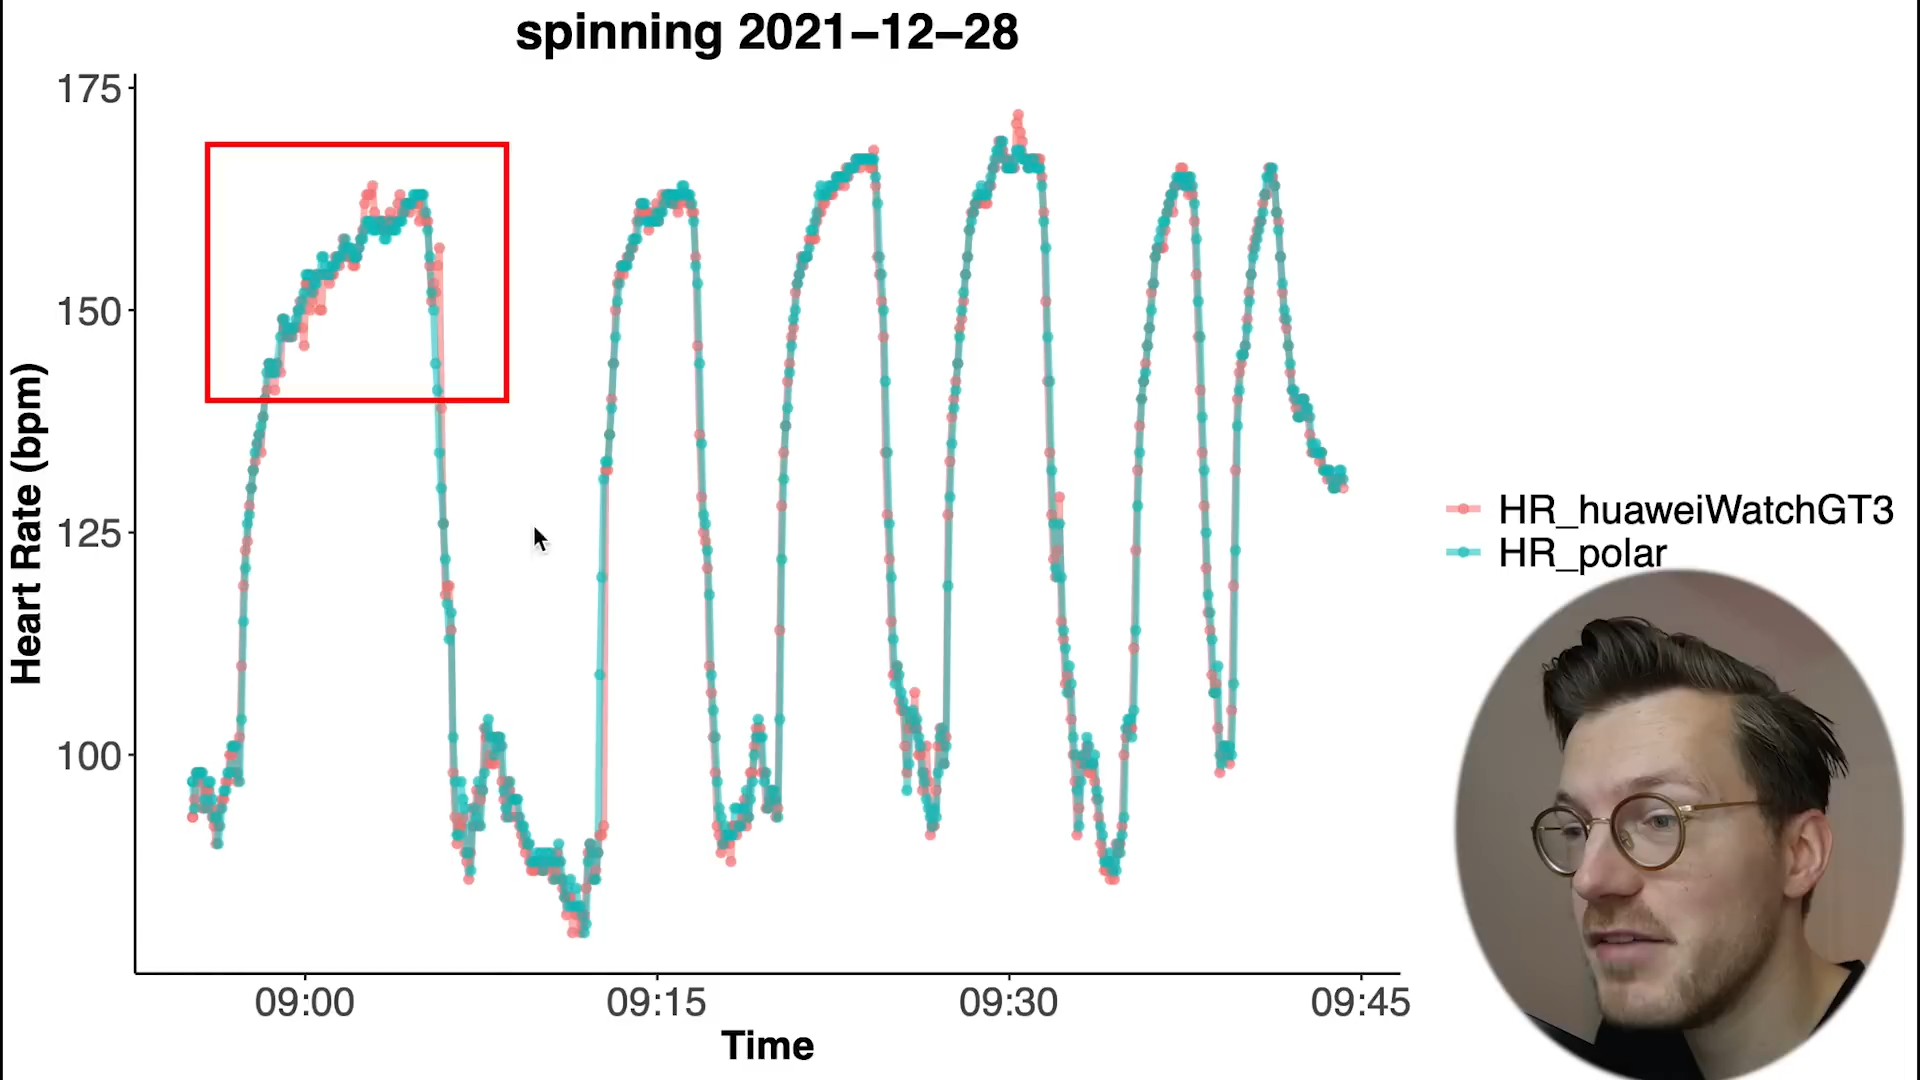 spinning 2021–12–28
175
150
125
100
Heart Rate (bpm)
09:00
09:15
09:30
09:45
Time
HR_huaweiWatchGT3
HR_polar